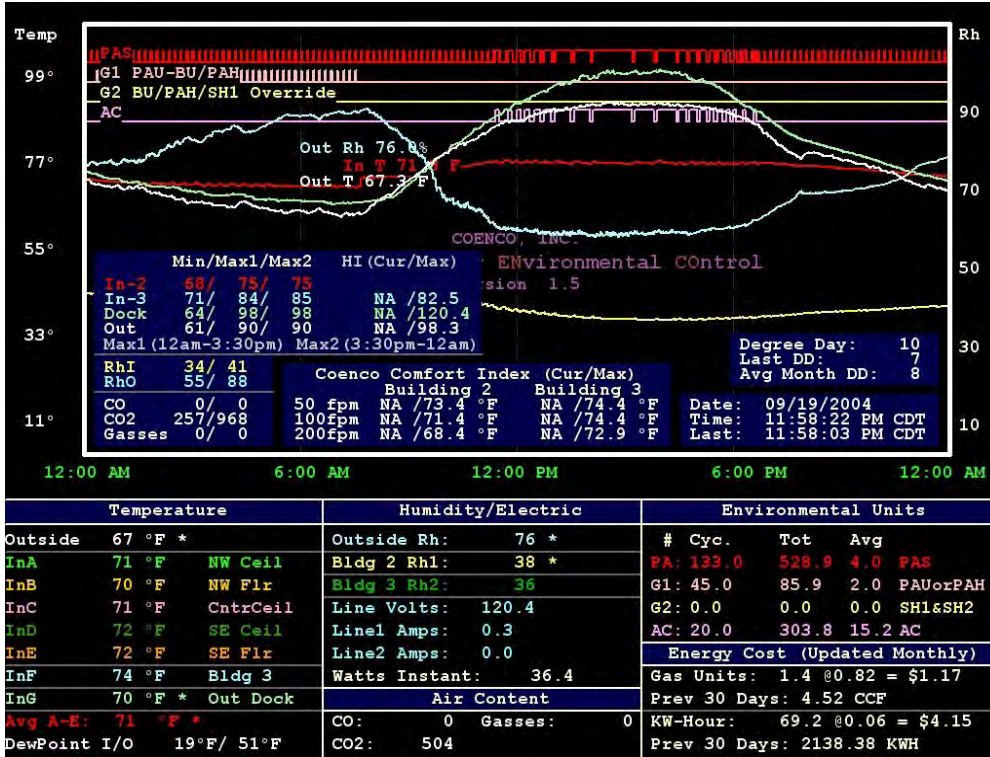 Temp
Rh
PAS
99°
G1 PAU-BU/PAH
G2 BU/PAH/SH1 Override
AC
90
Out Rh 76.0%
77°
In T 71. F
Out T 67.3 F
70
COENCO, INC.
55°
Min/Max1/Max2 HI(Cur/Max)
ENvironmental COntrol
50
In-2 68/ 75/ 75
sion 1.5
In-3 71/ 84/ 85 NA /82.5
Dock 64/ 98/ 98 NA /120.4
Out 61/ 90/ 90 NA /98.3
33°
Max1(12am-3:30pm) Max2(3:30pm-12am)
30
Degree Day: 10
Last DD: 7
Avg Month DD: 8
RhI 34/ 41
RhO 55/ 88
Coenco Comfort Index (Cur/Max)
Building 2 Building 3
CO 0/ 0
50 fpm NA /73.4 °F NA /74.4 °F
Date: 09/19/2004
11°
CO2 257/968
100fpm NA /71.4 °F NA /74.4 °F
Time: 11:58:22 PM CDT
10
Gasses: 0/ 0
200fpm NA /68.4 °F NA /72.9 °F
Last: 11:58:03 PM CDT
12:00 AM 6:00 AM 12:00 PM 6:00 PM 12:00 AM
Temperature
Outside 67 °F *
InA 71 °F NW Ceil
InB 70 °F NW Flr
InC 71 °F CntrCeil
InD 72 °F SE Ceil
InE 72 °F SE Flr
InF 74 °F Bldg 3
InG 70 °F * Out Dock
Avg A-E: 71 °F *
DewPoint I/O 19°F/ 51°F
Humidity/Electric
Outside Rh: 76 *
Bldg 2 Rh1: 38 *
Bldg 3 Rh2: 36
Line Volts: 120.4
Line1 Amps: 0.3
Line2 Amps: 0.0
Watts Instant: 36.4
Air Content
CO: 0 Gasses: 0
CO2: 504
Environmental Units
# Cyc. Tot Avg
PA: 133.0 528.9 4.0 PAS
G1: 45.0 85.9 2.0 PAUorPAH
G2: 0.0 0.0 0.0 SH1&SH2
AC: 20.0 303.8 15.2 AC
Energy Cost (Updated Monthly)
Gas Units: 1.4 @0.82 = $1.17
Prev 30 Days: 4.52 CCF
KW-Hour: 69.2 @0.06 = $4.15
Prev 30 Days: 2138.38 KWH